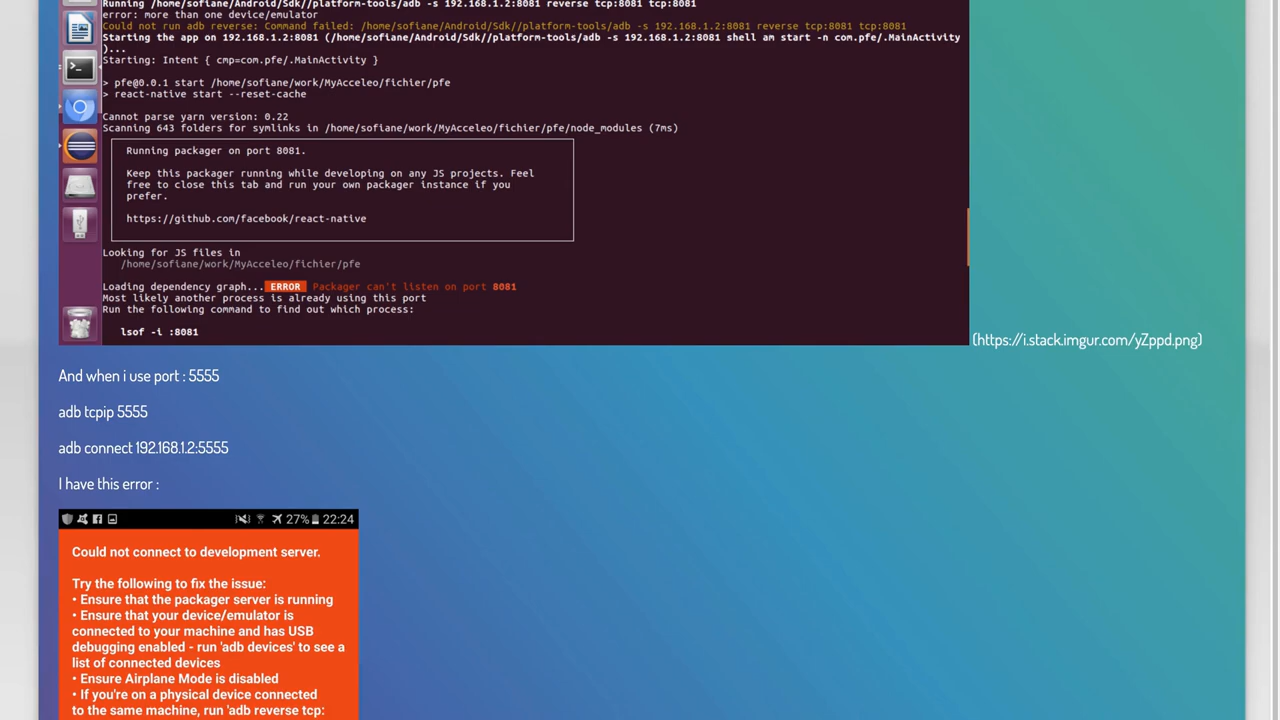 Running /home/sofiane/Android/Sdk//platform-tools/adb -s 192.168.1.2:8081 reverse tcp:8081 tcp:8081
error: more than one device/emulator
Could not run adb reverse: Command failed: /home/sofiane/Android/Sdk//platform-tools/adb -s 192.168.1.2:8081 reverse tcp:8081 tcp:8081
Starting the app on 192.168.1.2:8081 (/home/sofiane/Android/Sdk//platform-tools/adb -s 192.168.1.2:8081 shell am start -n com.pfe/.MainActivity
)...
Starting: Intent { cmp=com.pfe/.MainActivity }
> pfe@0.0.1 start /home/sofiane/work/MyAcceleo/fichier/pfe
> react-native start --reset-cache
Cannot parse yarn version: 0.22
Scanning 643 folders for symlinks in /home/sofiane/work/MyAcceleo/fichier/pfe/node_modules (7ms)
Running packager on port 8081.
Keep this packager running while developing on any JS projects. Feel
free to close this tab and run your own packager instance if you
prefer.
https://github.com/facebook/react-native
Looking for JS files in
/home/sofiane/work/MyAcceleo/fichier/pfe
Loading dependency graph... ERROR Packager can't listen on port 8081
Most likely another process is already using this port
Run the following command to find out which process:
lsof -i :8081
(https://i.stack.imgur.com/yZppd.png)
And when i use port : 5555
adb tcpip 5555
adb connect 192.168.1.2:5555
I have this error :
27% 22:24
Could not connect to development server.
Try the following to fix the issue:
• Ensure that the packager server is running
• Ensure that your device/emulator is
connected to your machine and has USB
debugging enabled - run 'adb devices' to see a
list of connected devices
• Ensure Airplane Mode is disabled
• If you're on a physical device connected
to the same machine, run 'adb reverse tcp: